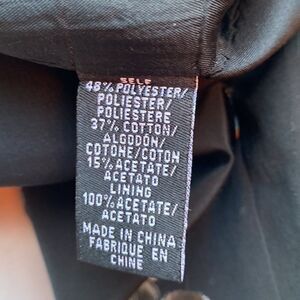 SELF
48% POLYESTER/
POLIESTER/
POLIESTERE
37% COTTON/
ALGODON/
COTONE/COTON
15% ACETATE/
ACETATO
LINING
100% ACETATE/
ACETATO
MADE IN CHINA
FABRIQUE EN
CHINE